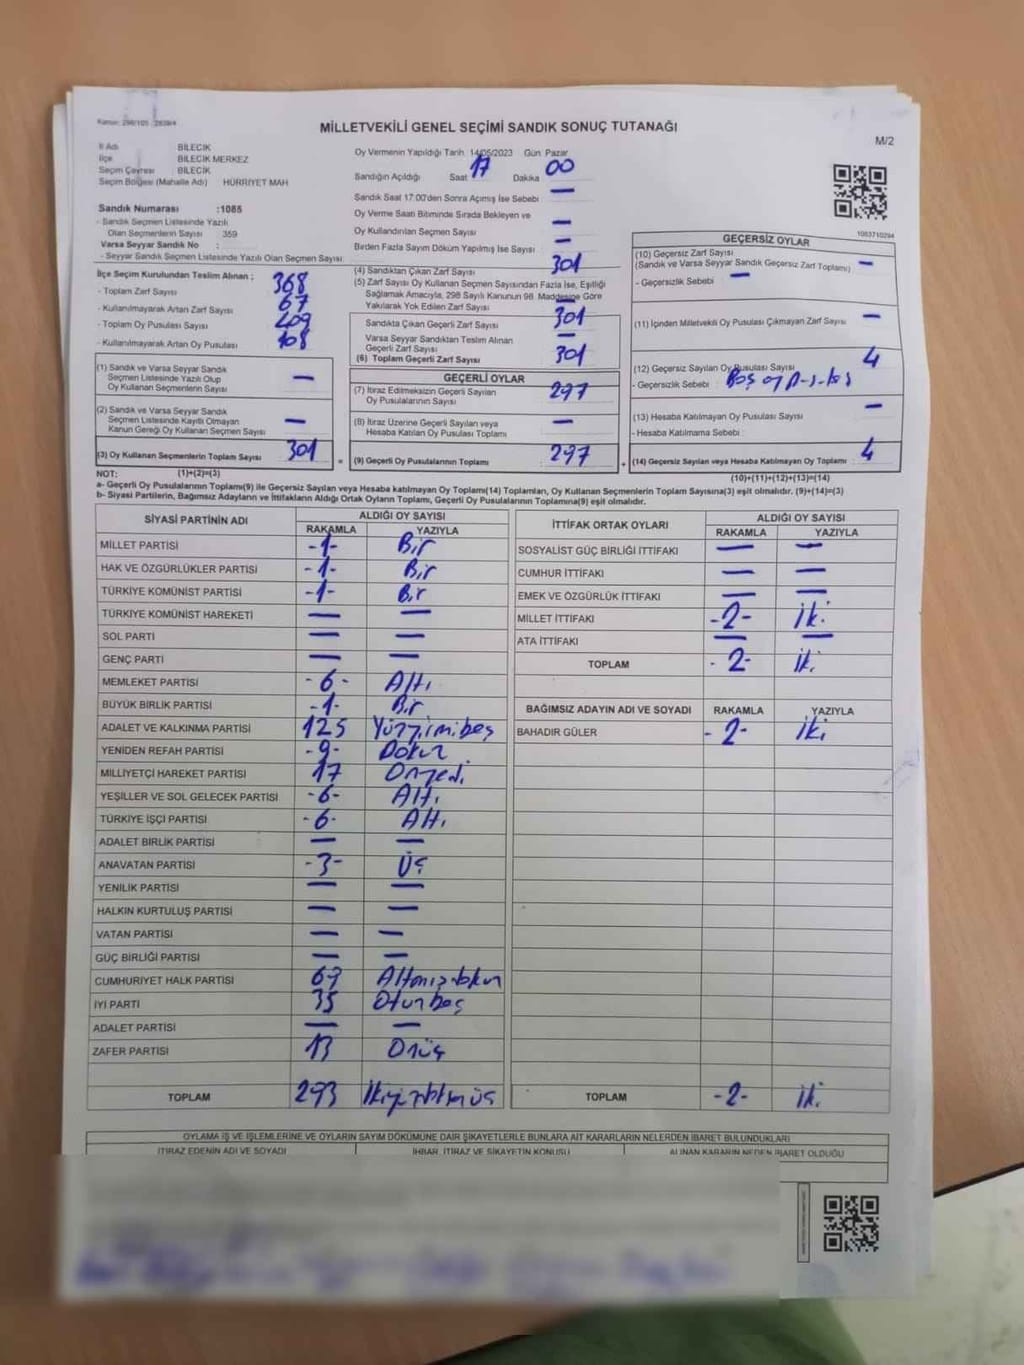 Kanun: 298/105 - 2839/4
MİLLETVEKİLİ GENEL SEÇİMİ SANDIK SONUÇ TUTANAĞI
M/2
İl Adı BİLECİK
İlçe BİLECİK MERKEZ
Seçim Çevresi BİLECİK
Seçim Bölgesi (Mahalle Adı) HÜRRİYET MAH
Sandık Numarası :1085
- Sandık Seçmen Listesinde Yazılı
Olan Seçmenlerin Sayısı 359
Varsa Seyyar Sandık No :
- Seyyar Sandık Seçmen Listesinde Yazılı Olan Seçmen Sayısı
Oy Vermenin Yapıldığı Tarih 14/05/2023 Gün Pazar
Sandığın Açıldığı Saat 17 Dakika 00
Sandık Saat 17:00'den Sonra Açımış İse Sebebi —
Oy Verme Saati Bitiminde Sırada Bekleyen ve
Oy Kullandırılan Seçmen Sayısı —
Birden Fazla Sayım Döküm Yapılmış İse Sayısı —
1083710294
İlçe Seçim Kurulundan Teslim Alınan ;
- Toplam Zarf Sayısı 368
- Kullanılmayarak Artan Zarf Sayısı 67
- Toplam Oy Pusulası Sayısı 409
- Kullanılmayarak Artan Oy Pusulası 108
(1) Sandık ve Varsa Seyyar Sandık
Seçmen Listesinde Yazılı Olup
Oy Kullanan Seçmenlerin Sayısı —
(2) Sandık ve Varsa Seyyar Sandık
Seçmen Listesinde Kayıtlı Olmayan
Kanun Gereği Oy Kullanan Seçmen Sayısı —
(3) Oy Kullanan Seçmenlerin Toplam Sayısı 301 =
(4) Sandıktan Çıkan Zarf Sayısı 301
(5) Zarf Sayısı Oy Kullanan Seçmen Sayısından Fazla İse, Eşitliği
Sağlamak Amacıyla, 298 Sayılı Kanunun 98. Maddesine Göre
Yakılarak Yok Edilen Zarf Sayısı —
Sandıkta Çıkan Geçerli Zarf Sayısı 301
Varsa Seyyar Sandıktan Teslim Alınan
Geçerli Zarf Sayısı —
(6) Toplam Geçerli Zarf Sayısı 301
GEÇERLİ OYLAR
(7) İtiraz Edilmeksizin Geçerli Sayılan
Oy Pusulalarının Sayısı 297
(8) İtiraz Üzerine Geçerli Sayılan veya
Hesaba Katılan Oy Pusulası Toplamı —
(9) Geçerli Oy Pusulalarının Toplamı 297 +
GEÇERSİZ OYLAR
(10) Geçersiz Zarf Sayısı
(Sandık ve Varsa Seyyar Sandık Geçersiz Zarf Toplamı) —
- Geçersizlik Sebebi —
(11) İçinden Milletvekili Oy Pusulası Çıkmayan Zarf Sayısı —
(12) Geçersiz Sayılan Oy Pusulası Sayısı 4
- Geçersizlik Sebebi Boş oy
(13) Hesaba Katılmayan Oy Pusulası Sayısı —
- Hesaba Katılmama Sebebi :
(14) Geçersiz Sayılan veya Hesaba Katılmayan Oy Toplamı 4
NOT: (1)+(2)=(3) (10)+(11)+(12)+(13)=(14)
a- Geçerli Oy Pusulalarının Toplamı(9) ile Geçersiz Sayılan veya Hesaba katılmayan Oy Toplamı(14) Toplamları, Oy Kullanan Seçmenlerin Toplam Sayısına(3) eşit olmalıdır. (9)+(14)=(3)
b- Siyasi Partilerin, Bağımsız Adayların ve İttifakların Aldığı Ortak Oyların Toplamı, Geçerli Oy Pusulalarının Toplamına(9) eşit olmalıdır.
SİYASİ PARTİNİN ADI ALDIĞI OY SAYISI
RAKAMLA YAZIYLA
MİLLET PARTİSİ -1- Bir
HAK VE ÖZGÜRLÜKLER PARTİSİ -1- Bir
TÜRKİYE KOMÜNİST PARTİSİ -1- Bir
TÜRKİYE KOMÜNİST HAREKETİ — —
SOL PARTİ — —
GENÇ PARTİ — —
MEMLEKET PARTİSİ -6- Altı
BÜYÜK BİRLİK PARTİSİ -1- Bir
ADALET VE KALKINMA PARTİSİ 125 Yüzyirmibeş
YENİDEN REFAH PARTİSİ -9- Dokuz
MİLLİYETÇİ HAREKET PARTİSİ 17 Onyedi
YEŞİLLER VE SOL GELECEK PARTİSİ -6- Altı
TÜRKİYE İŞÇİ PARTİSİ -6- Altı
ADALET BİRLİK PARTİSİ — —
ANAVATAN PARTİSİ -3- Üç
YENİLİK PARTİSİ — —
HALKIN KURTULUŞ PARTİSİ — —
VATAN PARTİSİ — —
GÜÇ BİRLİĞİ PARTİSİ — —
CUMHURİYET HALK PARTİSİ 69 Altmışdokuz
İYİ PARTİ 35 Otuzbeş
ADALET PARTİSİ — —
ZAFER PARTİSİ 13 Onüç
TOPLAM 293 İkiyüzdoksanüç
İTTİFAK ORTAK OYLARI ALDIĞI OY SAYISI
RAKAMLA YAZIYLA
SOSYALİST GÜÇ BİRLİĞİ İTTİFAKI — —
CUMHUR İTTİFAKI — —
EMEK VE ÖZGÜRLÜK İTTİFAKI — —
MİLLET İTTİFAKI -2- iki
ATA İTTİFAKI — —
TOPLAM -2- iki
BAĞIMSIZ ADAYIN ADI VE SOYADI RAKAMLA YAZIYLA
BAHADIR GÜLER -2- iki
TOPLAM -2- iki
OYLAMA İŞ VE İŞLEMLERİNE VE OYLARIN SAYIM DÖKÜMÜNE DAİR ŞİKAYETLERLE BUNLARA AİT KARARLARIN NELERDEN İBARET BULUNDUKLARI
İTİRAZ EDENİN ADI VE SOYADI İHBAR, İTİRAZ VE ŞİKAYETİN KONUSU ALINAN KARARIN NEDEN İBARET OLDUĞU